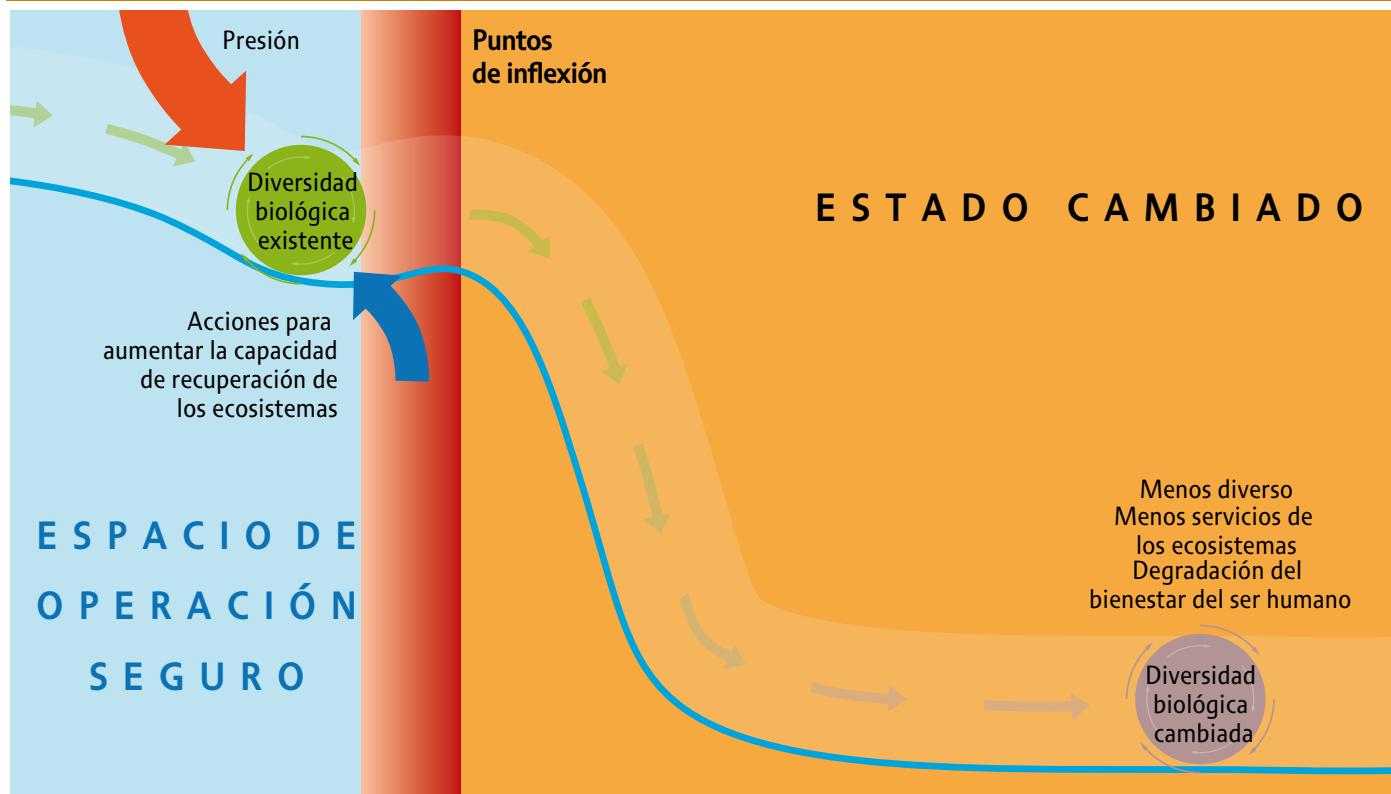 Presión
Puntos
de inflexión
Diversidad
biológica
existente
ESTADO CAMBIADO
Acciones para
aumentar la capacidad
de recuperación de
los ecosistemas
ESPACIO DE
OPERACIÓN
SEGURO
Menos diverso
Menos servicios de
los ecosistemas
Degradación del
bienestar del ser humano
Diversidad
biológica
cambiada